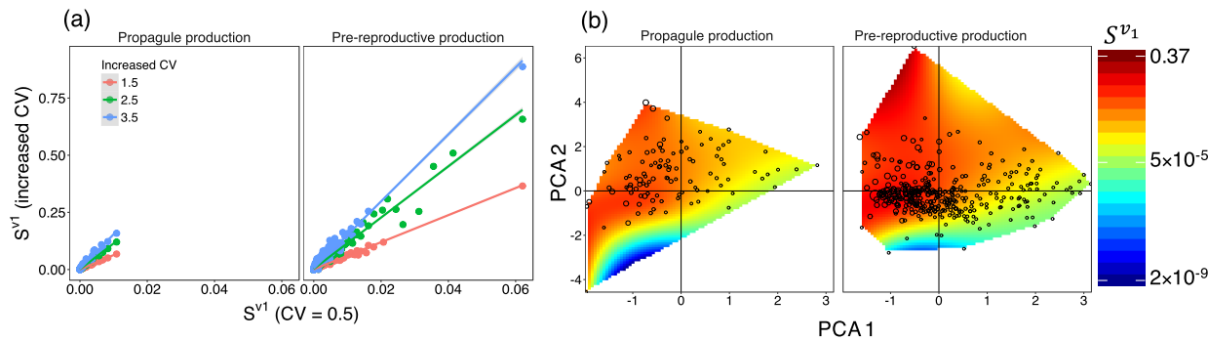 (a)
Propagule production
Pre-reproductive production
Increased CV
1.5
2.5
3.5
S^v1 (increased CV)
0.75
0.50
0.25
0.00
0.00 0.02 0.04 0.06
0.00 0.02 0.04 0.06
S^v1 (CV = 0.5)
(b)
Propagule production
Pre-reproductive production
PCA 2
6
4
2
0
-2
-4
-1 0 1 2 3
-1 0 1 2 3
PCA 1
S^v1
0.37
5×10^-5
2×10^-9